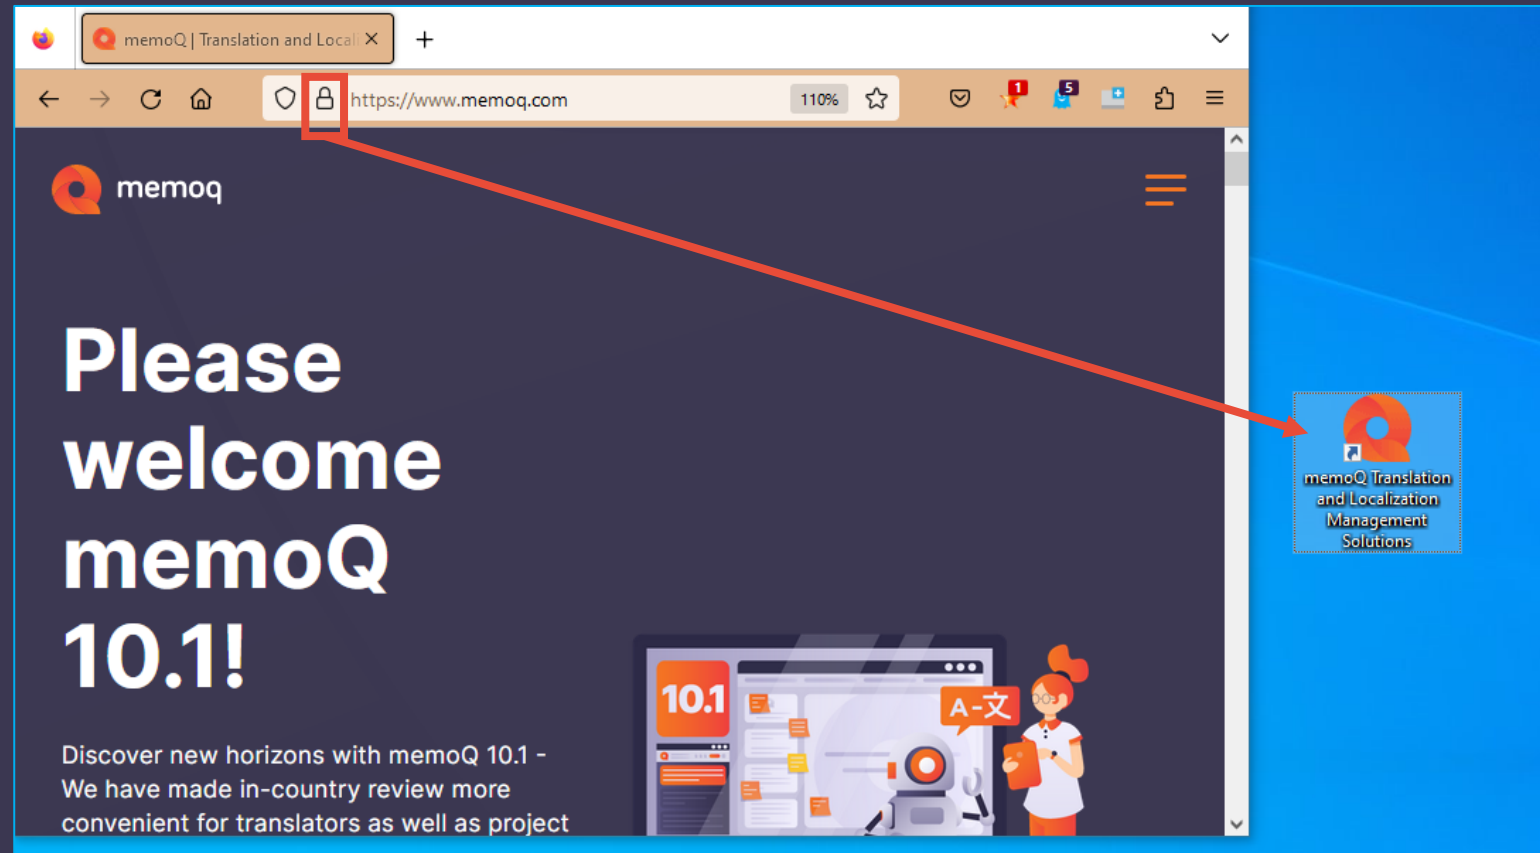 memoQ | Translation and Locali
https://www.memoq.com
110%
1
5
memoq
Please
welcome
memoQ
10.1!
Discover new horizons with memoQ 10.1 -
We have made in-country review more
convenient for translators as well as project
10.1
A-文
memoQ Translation
and Localization
Management
Solutions